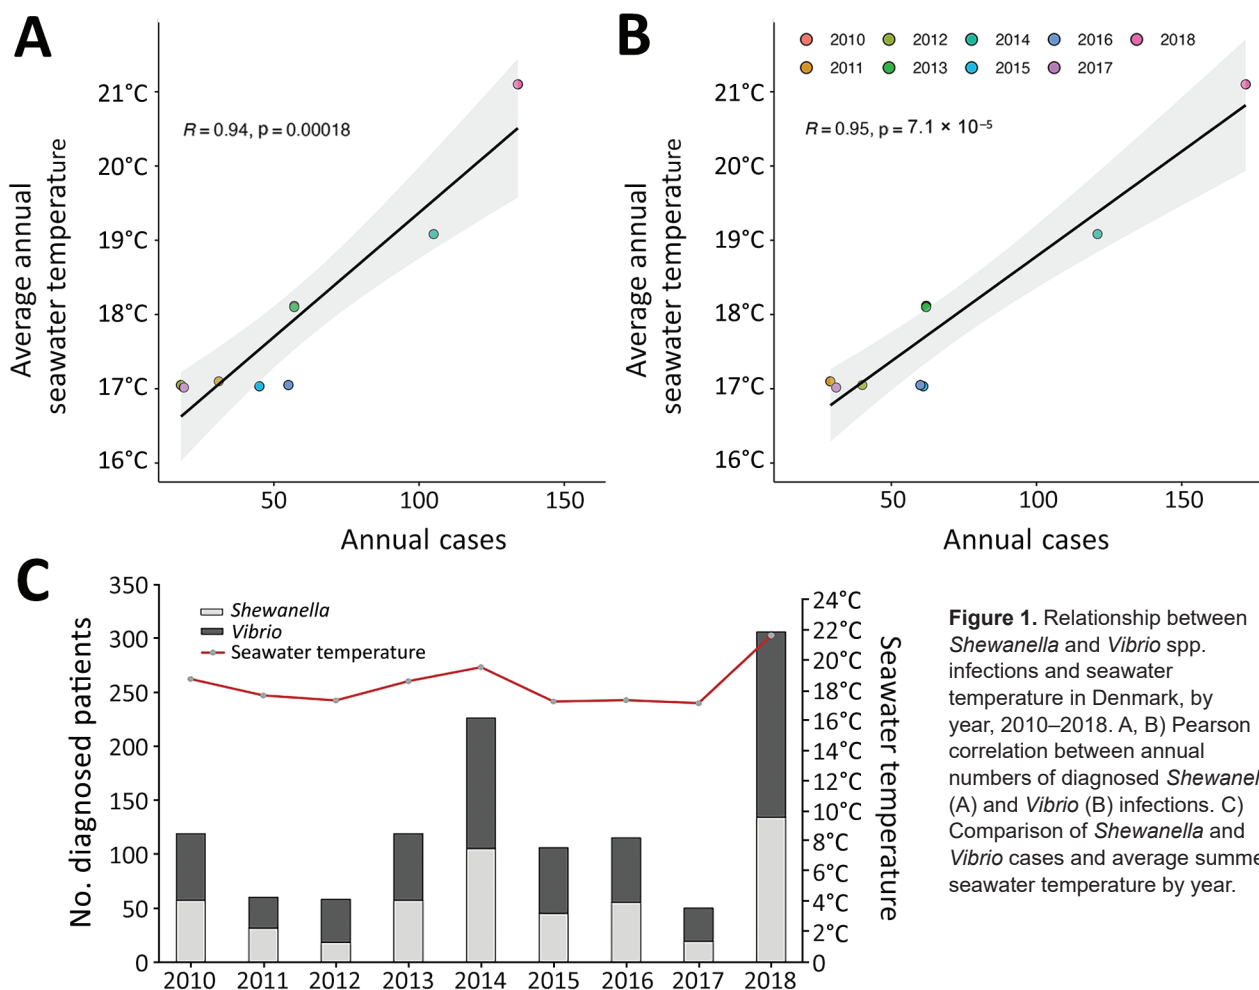 A
Average annual
seawater temperature
21°C
20°C
19°C
18°C
17°C
16°C
R = 0.94, p = 0.00018
50
100
150
Annual cases
B
Average annual
seawater temperature
21°C
20°C
19°C
18°C
17°C
16°C
2010
2012
2014
2016
2018
2011
2013
2015
2017
R = 0.95, p = 7.1 × 10⁻⁵
50
100
150
Annual cases
C
No. diagnosed patients
350
300
250
200
150
100
50
0
Shewanella
Vibrio
Seawater temperature
24°C
22°C
20°C
18°C
16°C
14°C
12°C
10°C
8°C
6°C
4°C
2°C
0
Seawater temperature
2010
2011
2012
2013
2014
2015
2016
2017
2018
Figure 1. Relationship between
Shewanella and Vibrio spp.
infections and seawater
temperature in Denmark, by
year, 2010–2018. A, B) Pearson
correlation between annual
numbers of diagnosed Shewanel
(A) and Vibrio (B) infections. C)
Comparison of Shewanella and
Vibrio cases and average summe
seawater temperature by year.